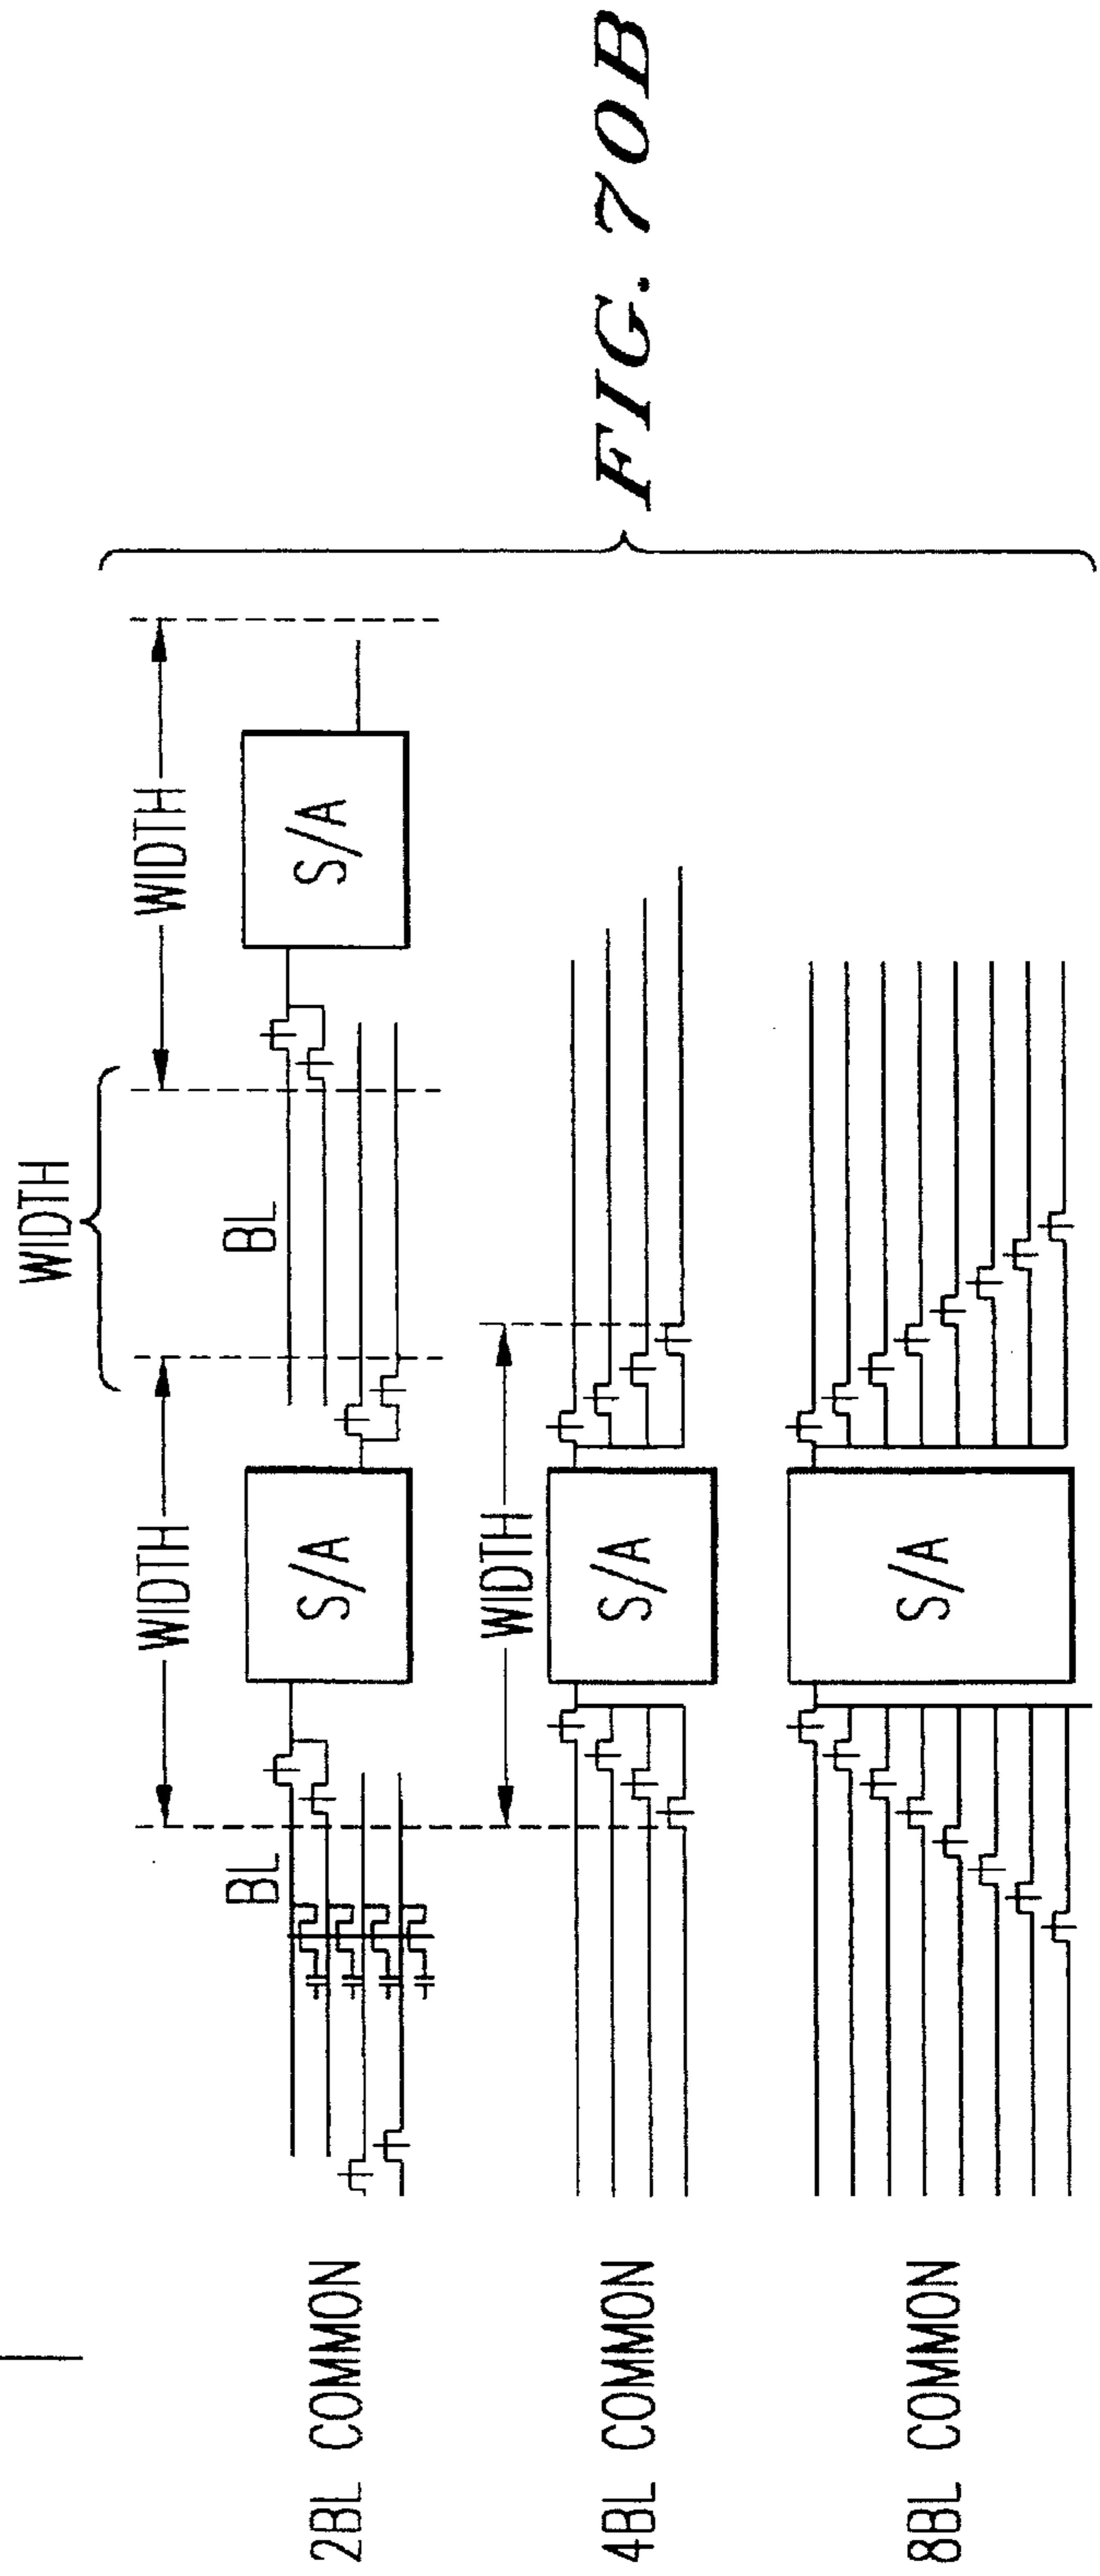 WIDTH
WIDTH
WIDTH
2BL COMMON
BL
S/A
BL
S/A
WIDTH
4BL COMMON
S/A
8BL COMMON
S/A
FIG. 70B